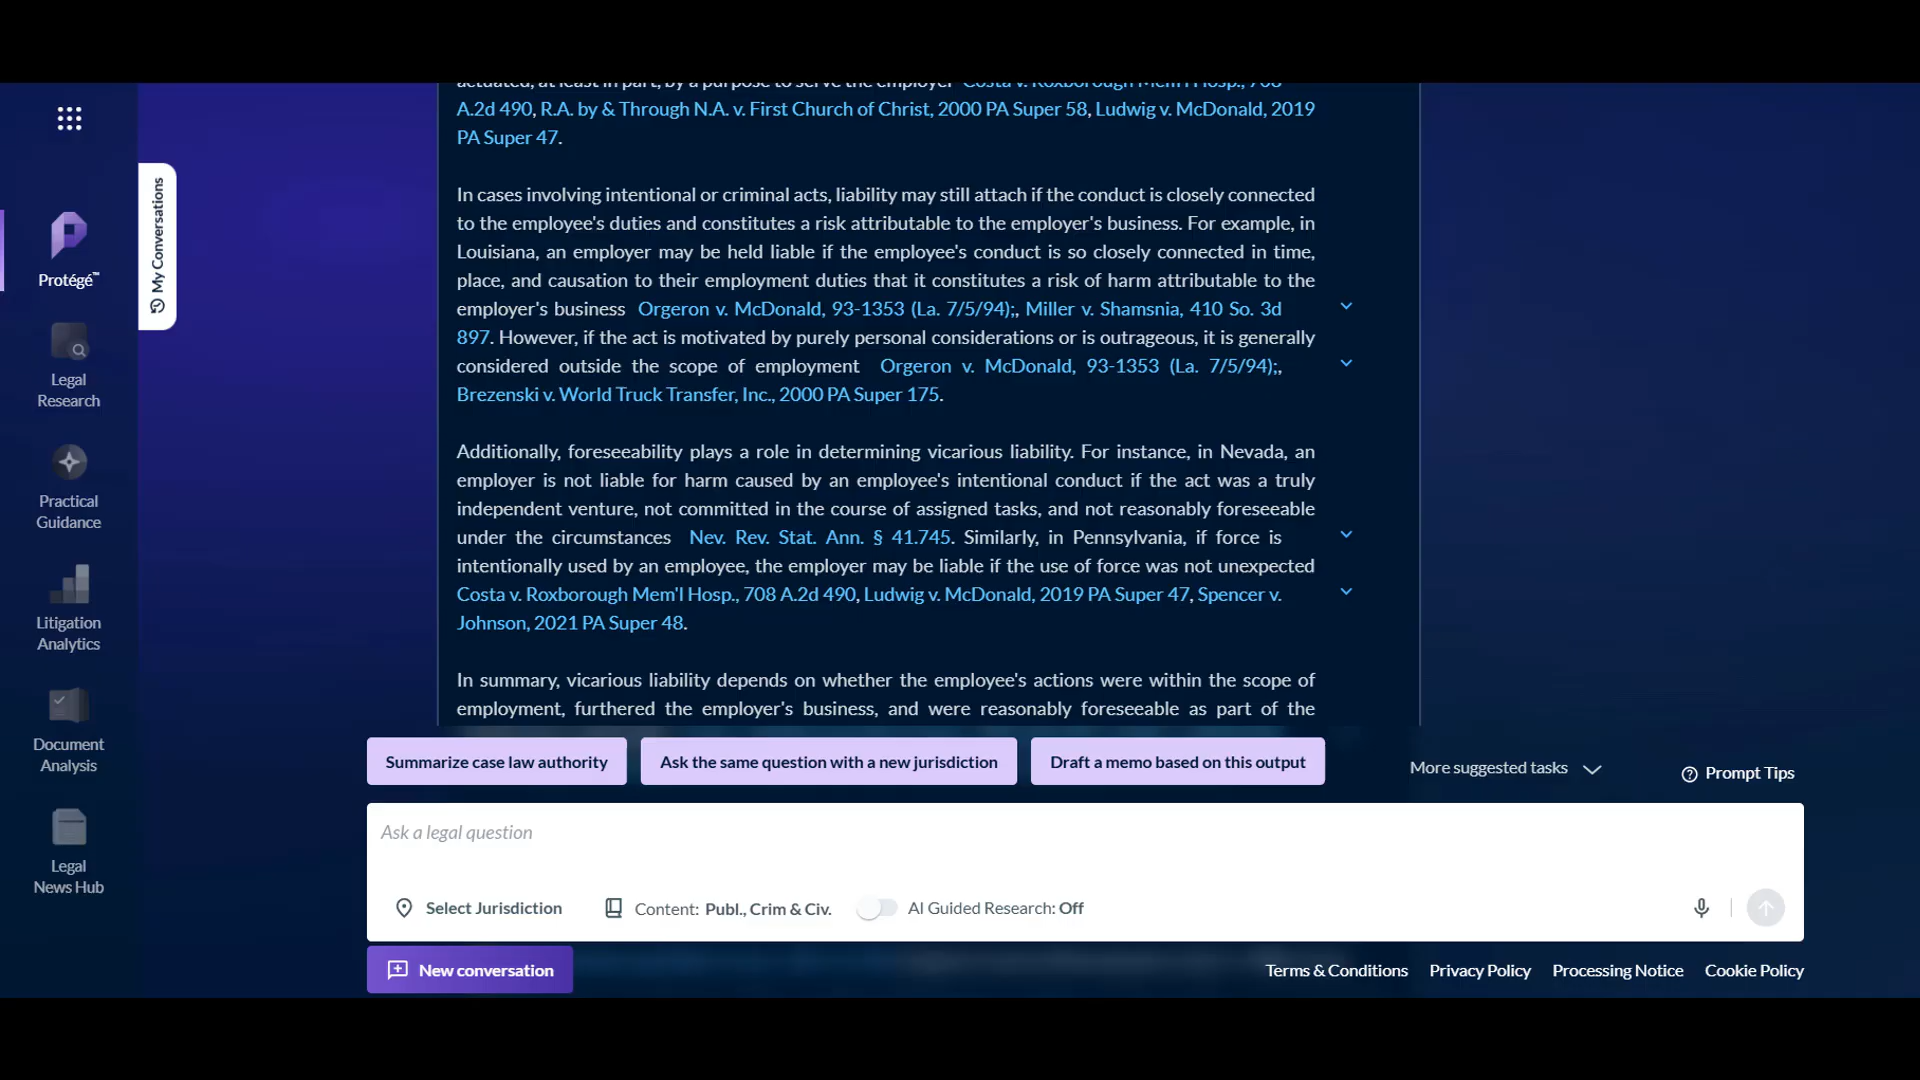 actuated, at least in part, by a purpose to serve the employer Costa v. Roxborough Mem'l Hosp., 708
A.2d 490, R.A. by & Through N.A. v. First Church of Christ, 2000 PA Super 58, Ludwig v. McDonald, 2019
PA Super 47.
In cases involving intentional or criminal acts, liability may still attach if the conduct is closely connected
to the employee's duties and constitutes a risk attributable to the employer's business. For example, in
Louisiana, an employer may be held liable if the employee's conduct is so closely connected in time,
place, and causation to their employment duties that it constitutes a risk of harm attributable to the
employer's business Orgeron v. McDonald, 93-1353 (La. 7/5/94);, Miller v. Shamsnia, 410 So. 3d
897. However, if the act is motivated by purely personal considerations or is outrageous, it is generally
considered outside the scope of employment Orgeron v. McDonald, 93-1353 (La. 7/5/94);,
Brezenski v. World Truck Transfer, Inc., 2000 PA Super 175.
Additionally, foreseeability plays a role in determining vicarious liability. For instance, in Nevada, an
employer is not liable for harm caused by an employee's intentional conduct if the act was a truly
independent venture, not committed in the course of assigned tasks, and not reasonably foreseeable
under the circumstances Nev. Rev. Stat. Ann. § 41.745. Similarly, in Pennsylvania, if force is
intentionally used by an employee, the employer may be liable if the use of force was not unexpected
Costa v. Roxborough Mem'l Hosp., 708 A.2d 490, Ludwig v. McDonald, 2019 PA Super 47, Spencer v.
Johnson, 2021 PA Super 48.
In summary, vicarious liability depends on whether the employee's actions were within the scope of
employment, furthered the employer's business, and were reasonably foreseeable as part of the
My Conversations
Protégé™
Legal
Research
Practical
Guidance
Litigation
Analytics
Document
Analysis
Legal
News Hub
Summarize case law authority
Ask the same question with a new jurisdiction
Draft a memo based on this output
More suggested tasks
Prompt Tips
Ask a legal question
Select Jurisdiction
Content: Publ., Crim & Civ.
AI Guided Research: Off
New conversation
Terms & Conditions
Privacy Policy
Processing Notice
Cookie Policy